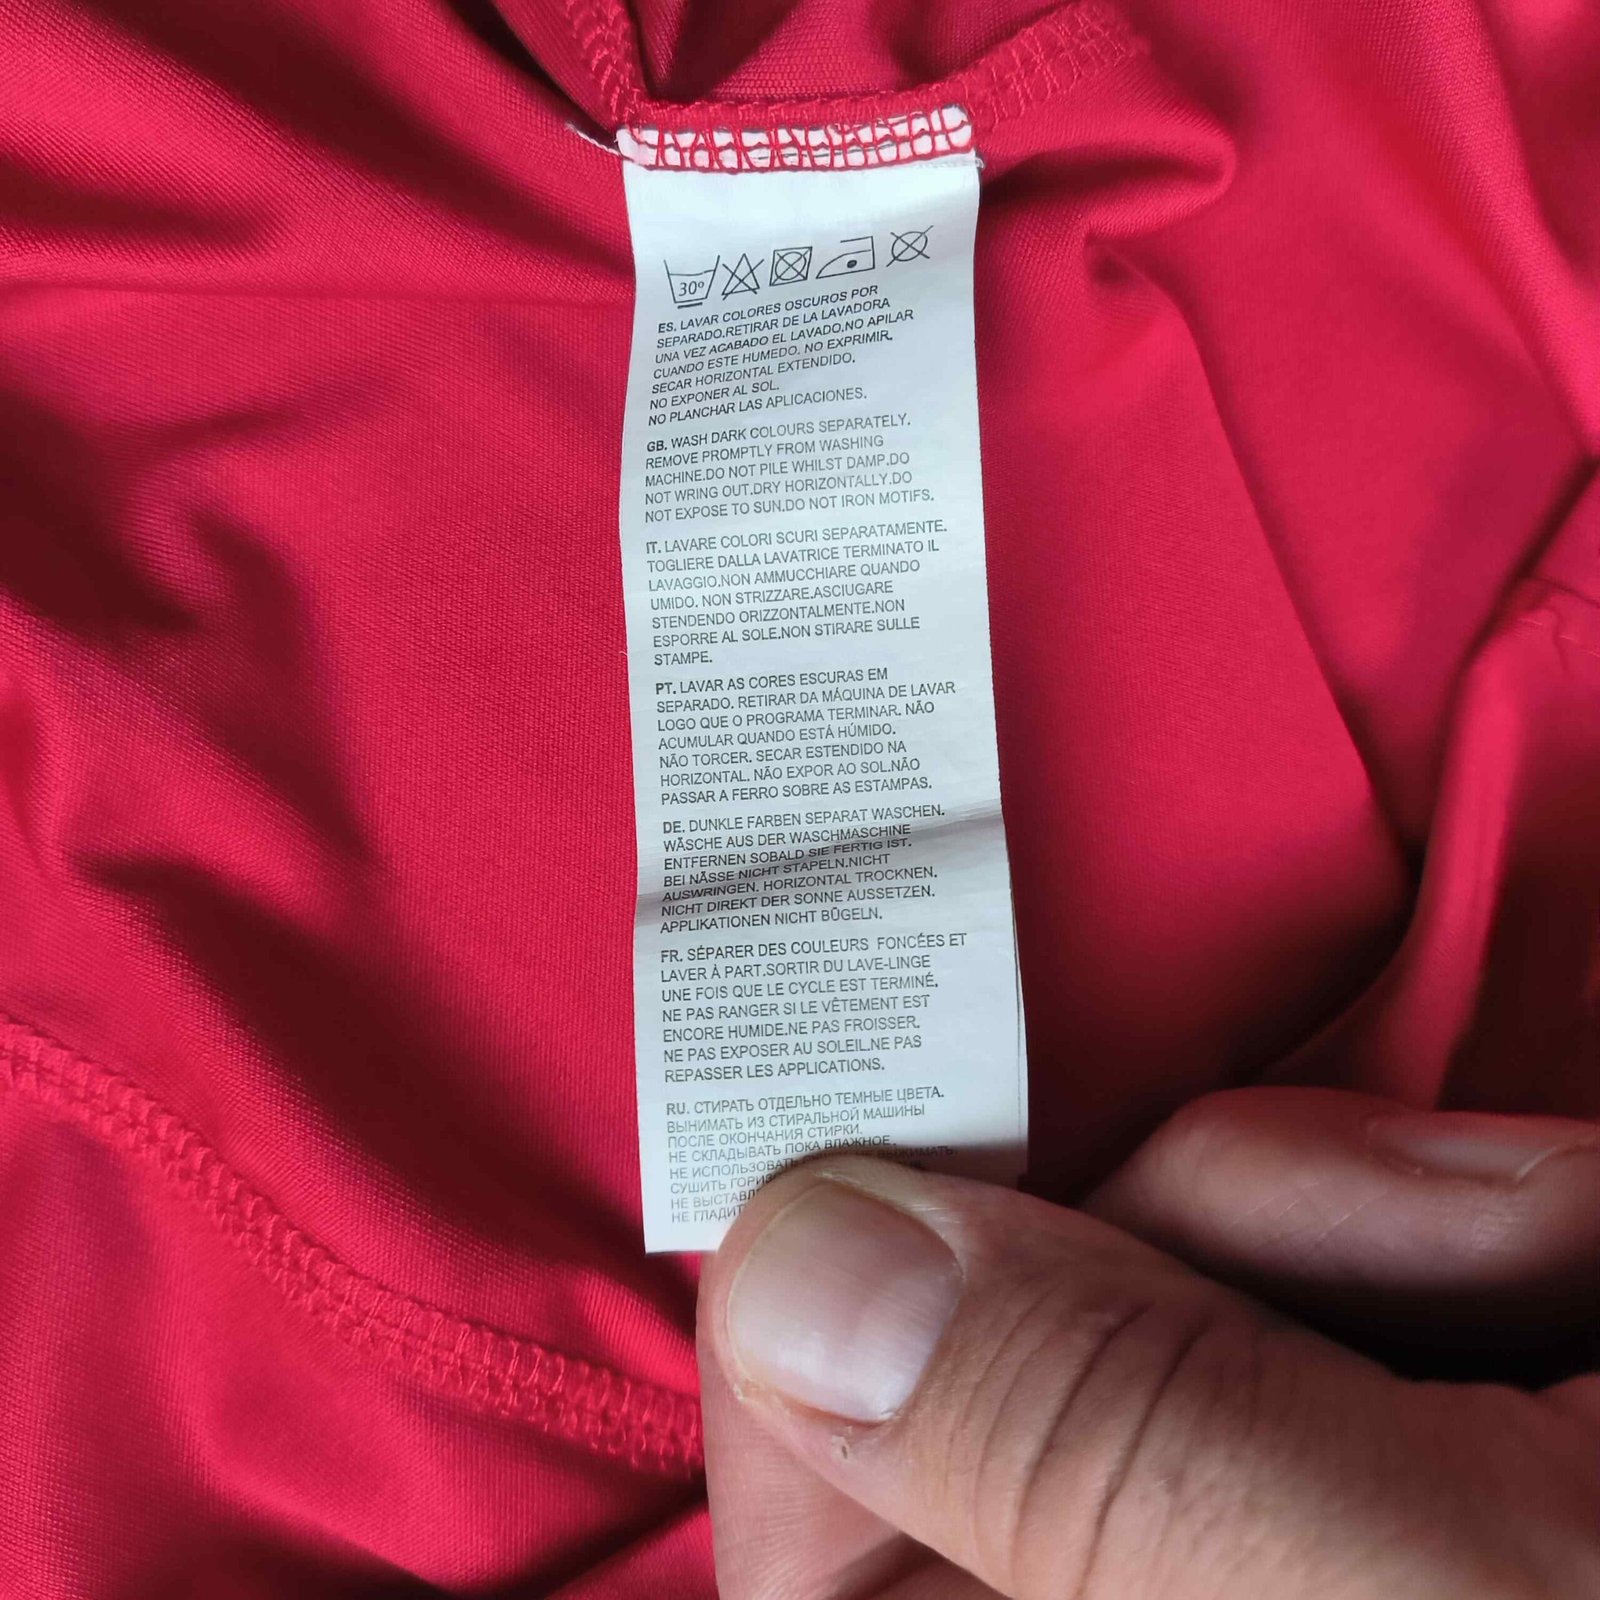 30°
ES. LAVAR COLORES OSCUROS POR
SEPARADO.RETIRAR DE LA LAVADORA
UNA VEZ ACABADO EL LAVADO.NO APILAR
CUANDO ESTE HUMEDO. NO EXPRIMIR.
SECAR HORIZONTAL EXTENDIDO.
NO EXPONER AL SOL.
NO PLANCHAR LAS APLICACIONES.
GB. WASH DARK COLOURS SEPARATELY.
REMOVE PROMPTLY FROM WASHING
MACHINE.DO NOT PILE WHILST DAMP.DO
NOT WRING OUT.DRY HORIZONTALLY.DO
NOT EXPOSE TO SUN.DO NOT IRON MOTIFS.
IT. LAVARE COLORI SCURI SEPARATAMENTE.
TOGLIERE DALLA LAVATRICE TERMINATO IL
LAVAGGIO.NON AMMUCCHIARE QUANDO
UMIDO. NON STRIZZARE.ASCIUGARE
STENDENDO ORIZZONTALMENTE.NON
ESPORRE AL SOLE.NON STIRARE SULLE
STAMPE.
PT. LAVAR AS CORES ESCURAS EM
SEPARADO. RETIRAR DA MÁQUINA DE LAVAR
LOGO QUE O PROGRAMA TERMINAR. NÃO
ACUMULAR QUANDO ESTÁ HÚMIDO.
NÃO TORCER. SECAR ESTENDIDO NA
HORIZONTAL. NÃO EXPOR AO SOL.NÃO
PASSAR A FERRO SOBRE AS ESTAMPAS.
DE. DUNKLE FARBEN SEPARAT WASCHEN.
WÄSCHE AUS DER WASCHMASCHINE
ENTFERNEN SOBALD SIE FERTIG IST.
BEI NÄSSE NICHT STAPELN.NICHT
AUSWRINGEN. HORIZONTAL TROCKNEN.
NICHT DIREKT DER SONNE AUSSETZEN.
APPLIKATIONEN NICHT BÜGELN.
FR. SÉPARER DES COULEURS FONCÉES ET
LAVER À PART.SORTIR DU LAVE-LINGE
UNE FOIS QUE LE CYCLE EST TERMINÉ.
NE PAS RANGER SI LE VÊTEMENT EST
ENCORE HUMIDE.NE PAS FROISSER.
NE PAS EXPOSER AU SOLEIL.NE PAS
REPASSER LES APPLICATIONS.
RU. СТИРАТЬ ОТДЕЛЬНО ТЕМНЫЕ ЦВЕТА.
ВЫНИМАТЬ ИЗ СТИРАЛЬНОЙ МАШИНЫ
ПОСЛЕ ОКОНЧАНИЯ СТИРКИ.
НЕ СКЛАДЫВАТЬ ПОКА ВЛАЖНОЕ.
НЕ ИСПОЛЬЗОВАТЬ ВЫЖИМАТЬ.
СУШИТЬ
НЕ
НЕ